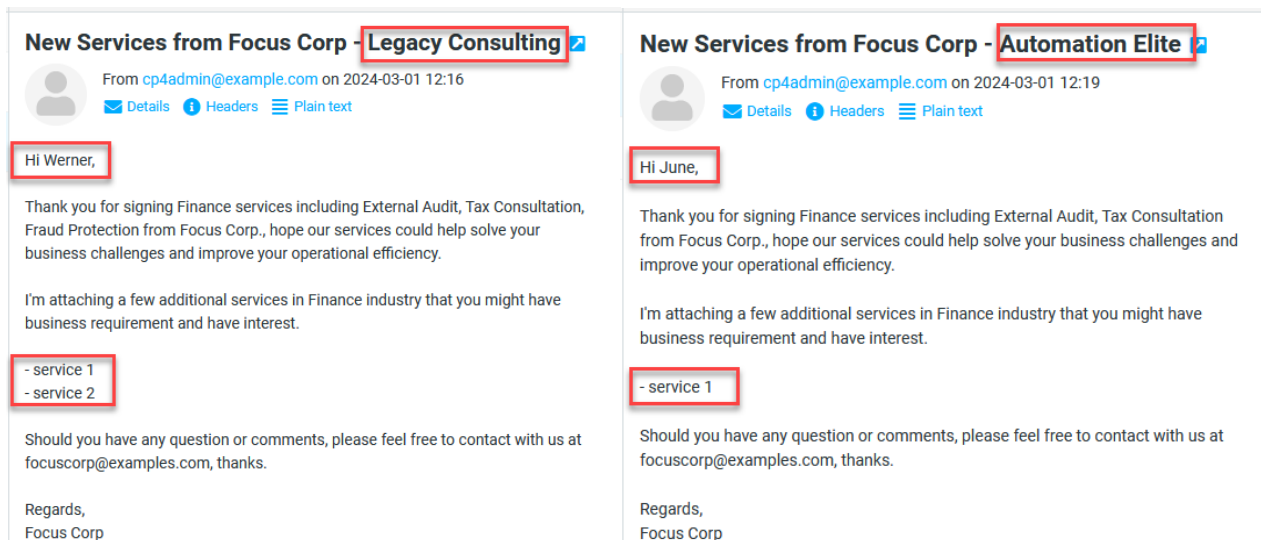 New Services from Focus Corp - Legacy Consulting
From cp4admin@example.com on 2024-03-01 12:16
Details Headers Plain text
Hi Werner,
Thank you for signing Finance services including External Audit, Tax Consultation,
Fraud Protection from Focus Corp., hope our services could help solve your
business challenges and improve your operational efficiency.
I'm attaching a few additional services in Finance industry that you might have
business requirement and have interest.
- service 1
- service 2
Should you have any question or comments, please feel free to contact with us at
focuscorp@examples.com, thanks.
Regards,
Focus Corp
New Services from Focus Corp - Automation Elite
From cp4admin@example.com on 2024-03-01 12:19
Details Headers Plain text
Hi June,
Thank you for signing Finance services including External Audit, Tax Consultation
from Focus Corp., hope our services could help solve your business challenges and
improve your operational efficiency.
I'm attaching a few additional services in Finance industry that you might have
business requirement and have interest.
- service 1
Should you have any question or comments, please feel free to contact with us at
focuscorp@examples.com, thanks.
Regards,
Focus Corp